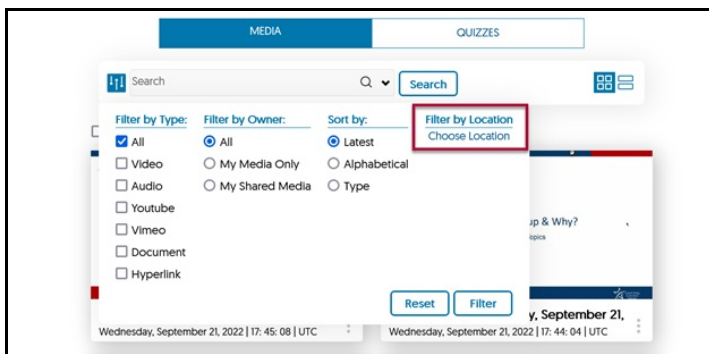 MEDIA QUIZZES
Search Search
Filter by Type: Filter by Owner: Sort by: Filter by Location
Choose Location
All All Latest
Video My Media Only Alphabetical
Audio My Shared Media Type
Youtube
Vimeo
Document
Hyperlink
up & Why?
opics
Reset Filter
y, September 21,
Wednesday, September 21, 2022 | 17: 45: 08 | UTC Wednesday, September 21, 2022 | 17: 44: 04 | UTC